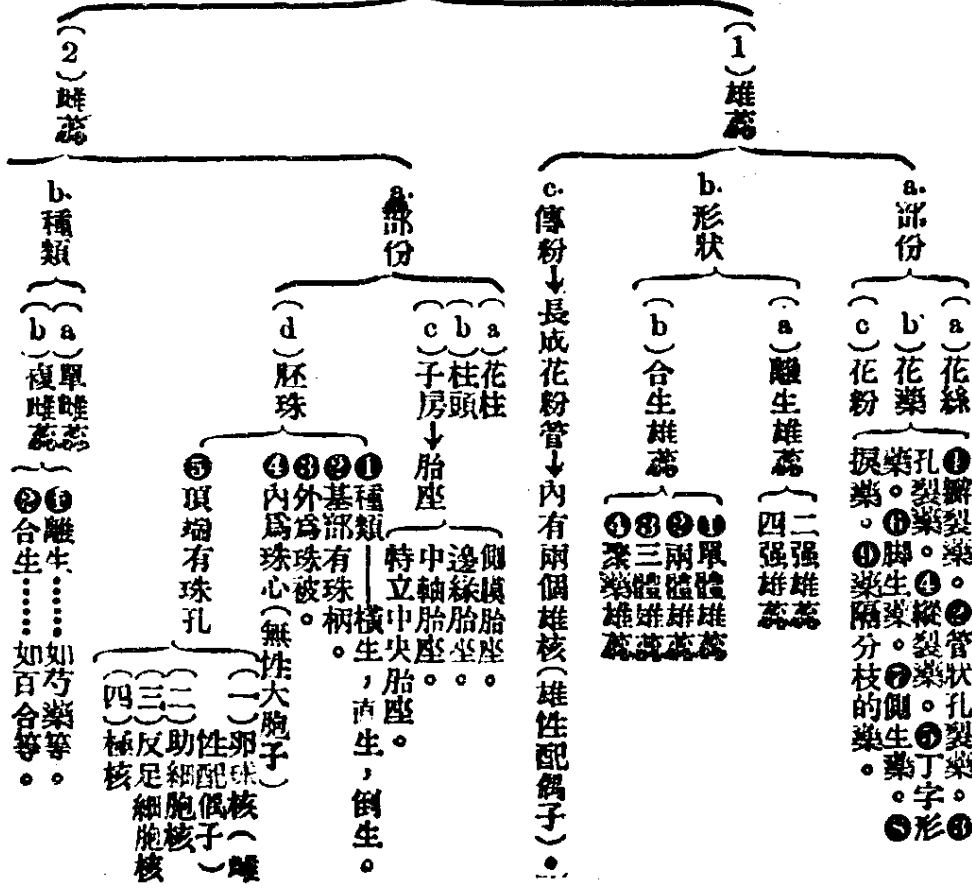 (1)雄蕊
a.部份
(a)花絲
(b)花藥
❶瓣裂藥。❷管狀孔裂藥。❸
孔裂藥。❹縱裂藥。❺丁字形
藥。❻脚生藥。❼側生藥。❽
捩藥。❾藥隔分枝的藥。
(c)花粉
b.形狀
(a)離生雄蕊
二强雄蕊
四强雄蕊
(b)合生雄蕊
❶單體雄蕊
❷兩體雄蕊
❸三體雄蕊
❹聚藥雄蕊
c.傳粉→長成花粉管→內有兩個雄核(雄性配偶子)。
(2)雌蕊
a.部份
(a)花柱
(b)柱頭
(c)子房→胎座
側膜胎座。
邊緣胎坐。
中軸胎座。
特立中央胎座。
(d)胚珠
❶種類——橫生,直生,倒生。
❷基部有珠柄。
❸外爲珠被。
❹內爲珠心(無性大胞子)
❺頂端有珠孔
(一)卵球核(雌
性配偶子)
(二)助細胞核
(三)反足細胞核
(四)極核
b.種類
(a)單雌蕊
(b)複雌蕊
❶離生……如芍藥等。
❷合生……如百合等。